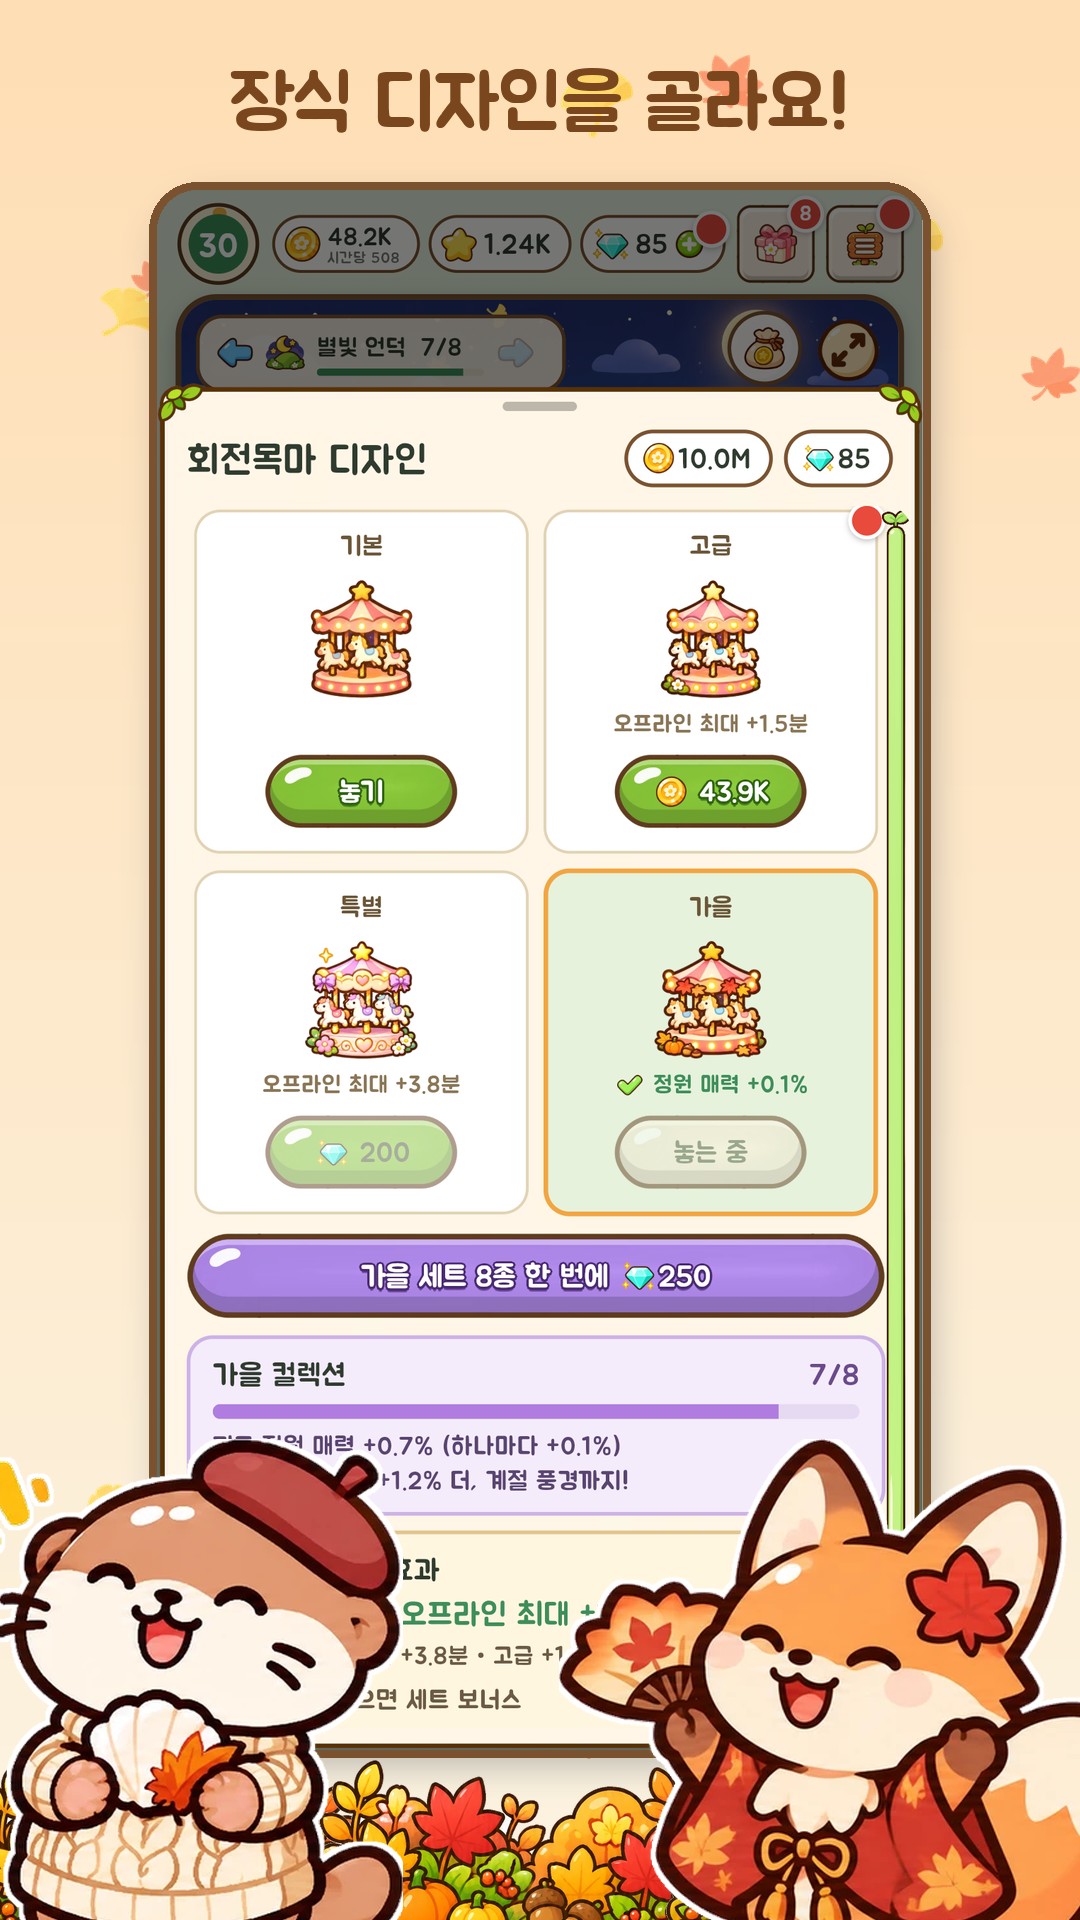 장식 디자인을 골라요!
30
48.2K
시간당 508
1.24K
85
8
별빛 언덕 7/8
회전목마 디자인
10.0M
85
기본
고급
오프라인 최대 +1.5분
놓기
43.9K
특별
가을
오프라인 최대 +3.8분
정원 매력 +0.1%
200
놓는 중
가을 세트 8종 한 번에 250
가을 컬렉션
7/8
매력 +0.7% (하나마다 +0.1%)
+1.2% 더, 계절 풍경까지!
효과
오프라인 최대 +
+3.8분 • 고급
세트 보너스